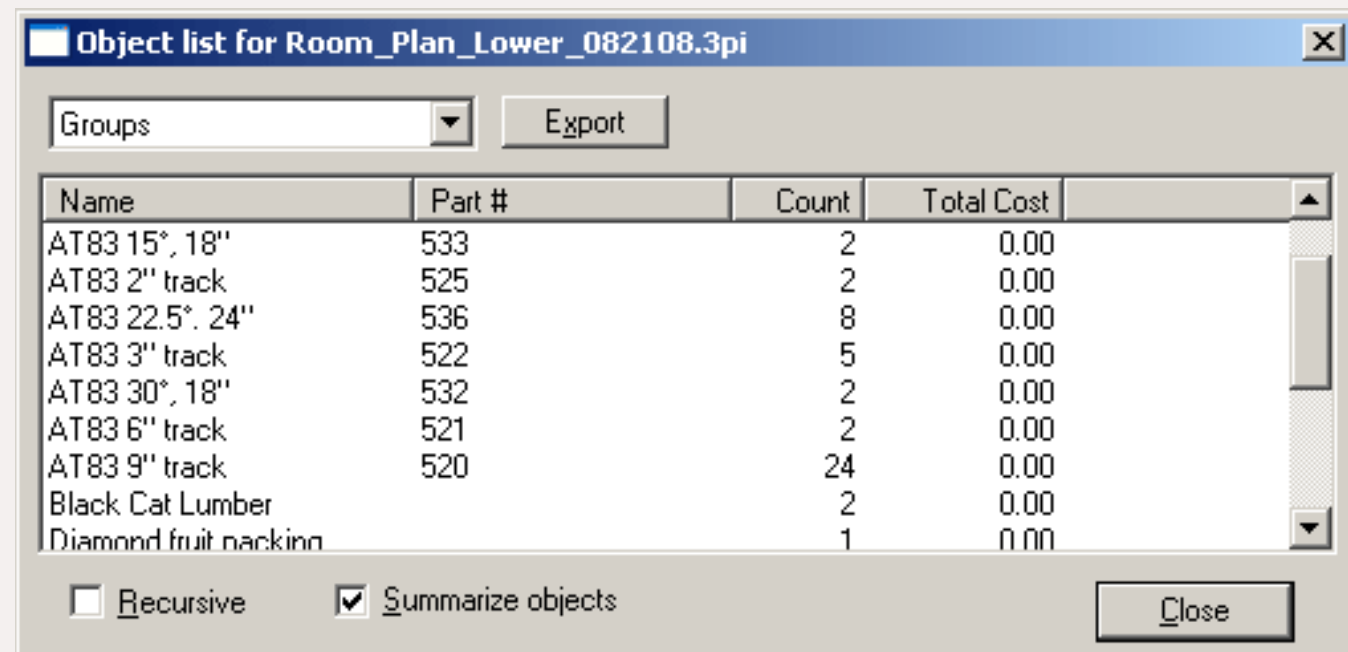 Object list for Room_Plan_Lower_082108.3pi
Groups Export
Name Part # Count Total Cost
AT83 15°, 18" 533 2 0.00
AT83 2" track 525 2 0.00
AT83 22.5°. 24" 536 8 0.00
AT83 3" track 522 5 0.00
AT83 30°, 18" 532 2 0.00
AT83 6" track 521 2 0.00
AT83 9" track 520 24 0.00
Black Cat Lumber 2 0.00
Diamond fruit packing 1 0.00
Recursive Summarize objects Close